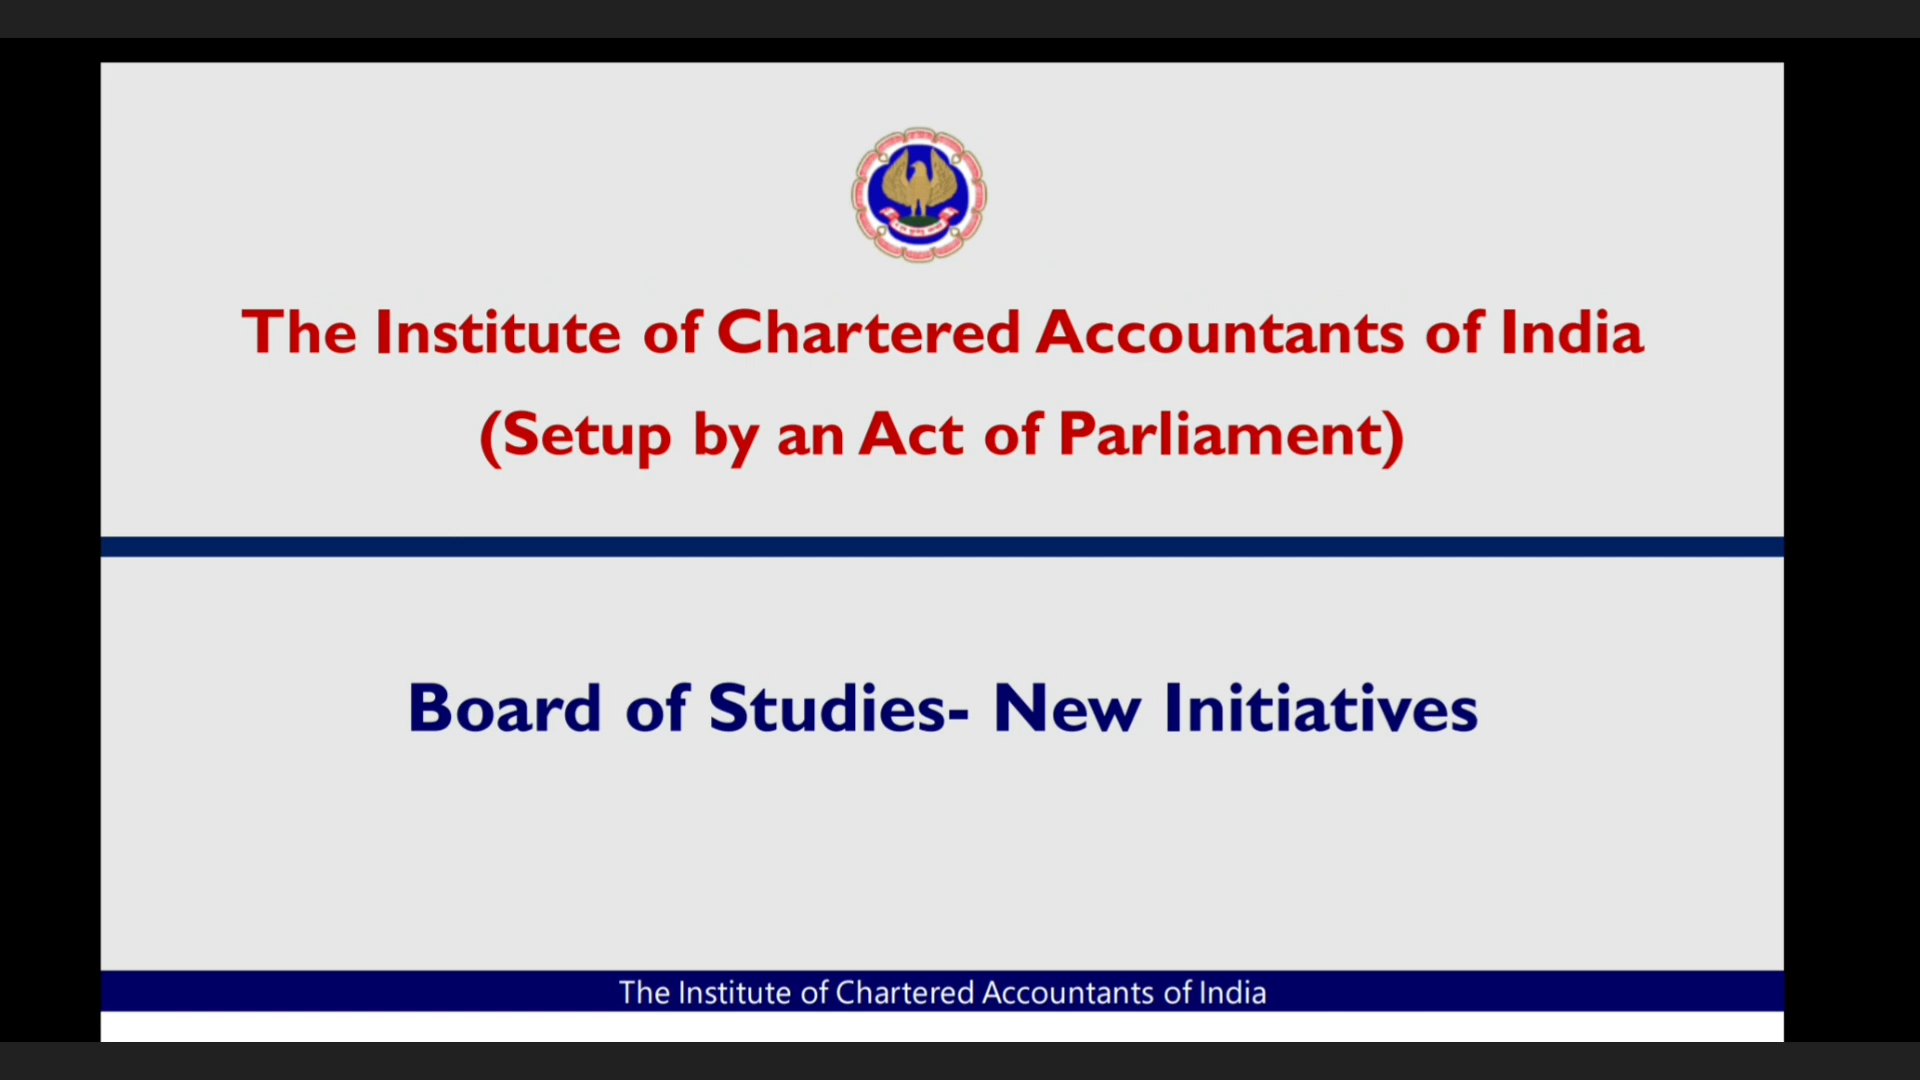 The Institute of Chartered Accountants of India
(Setup by an Act of Parliament)
Board of Studies- New Initiatives
The Institute of Chartered Accountants of India